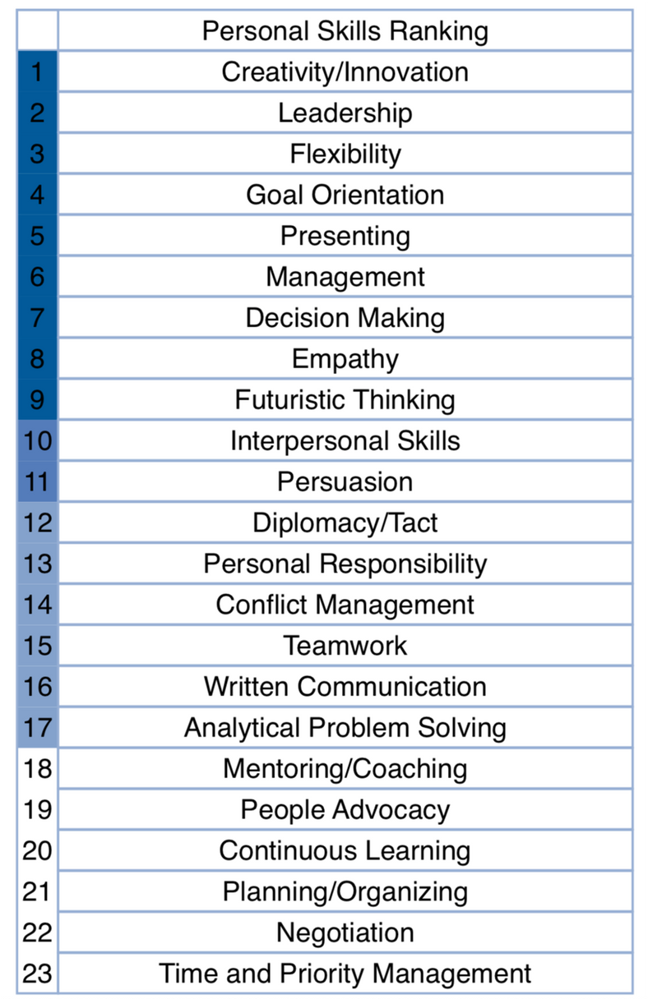 Personal Skills Ranking
1 Creativity/Innovation
2 Leadership
3 Flexibility
4 Goal Orientation
5 Presenting
6 Management
7 Decision Making
8 Empathy
9 Futuristic Thinking
10 Interpersonal Skills
11 Persuasion
12 Diplomacy/Tact
13 Personal Responsibility
14 Conflict Management
15 Teamwork
16 Written Communication
17 Analytical Problem Solving
18 Mentoring/Coaching
19 People Advocacy
20 Continuous Learning
21 Planning/Organizing
22 Negotiation
23 Time and Priority Management